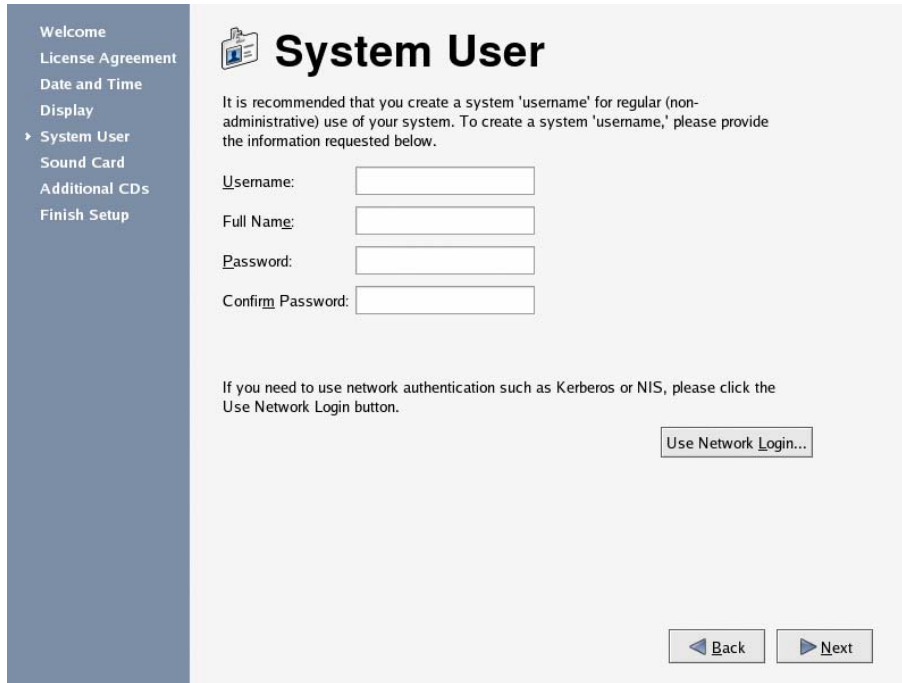 Welcome
License Agreement
Date and Time
Display
System User
Sound Card
Additional CDs
Finish Setup
System User
It is recommended that you create a system 'username' for regular (non-
administrative) use of your system. To create a system 'username,' please provide
the information requested below.
Username:
Full Name:
Password:
Confirm Password:
If you need to use network authentication such as Kerberos or NIS, please click the
Use Network Login button.
Use Network Login...
Back
Next